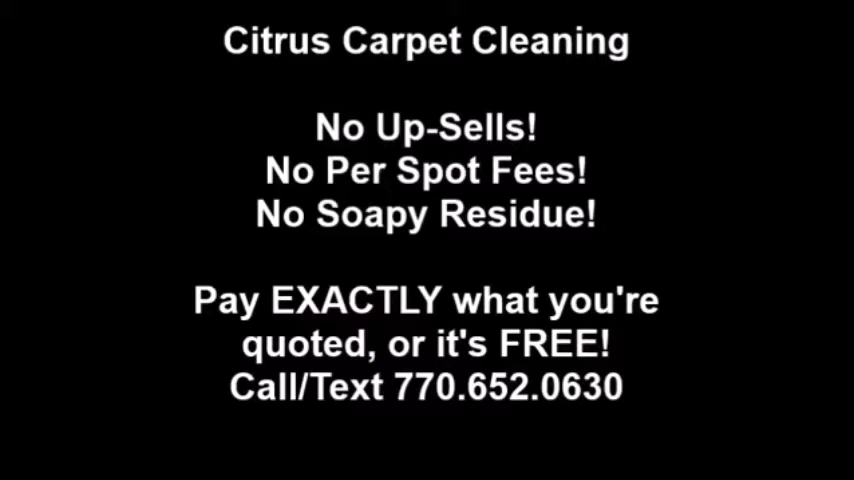 Citrus Carpet Cleaning
No Up-Sells!
No Per Spot Fees!
No Soapy Residue!
Pay EXACTLY what you're
quoted, or it's FREE!
Call/Text 770.652.0630